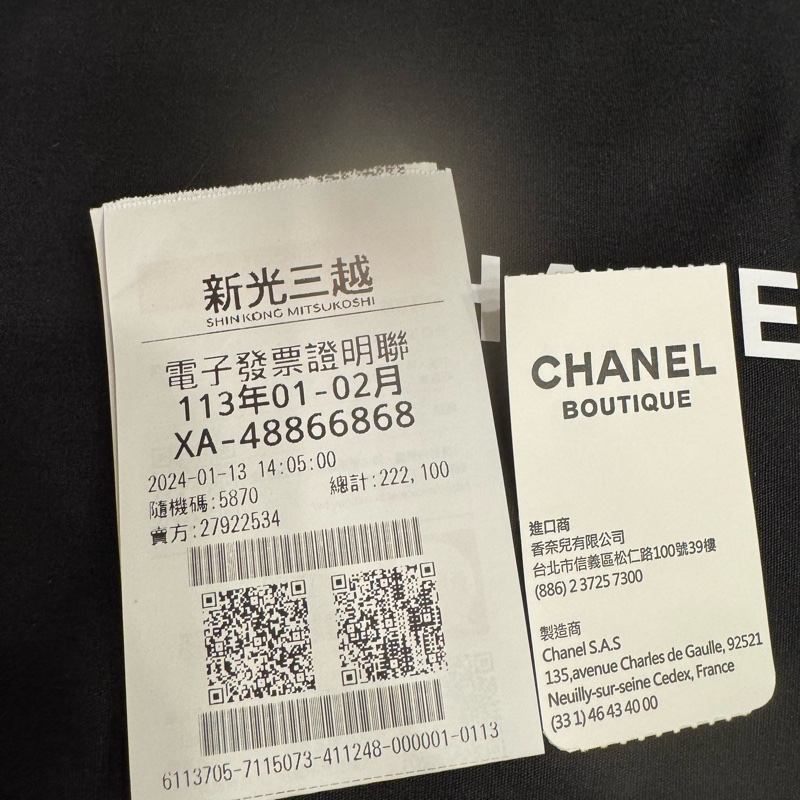 新光三越
SHIN KONG MITSUKOSHI
電子發票證明聯
113年01-02月
XA-48866868
2024-01-13 14:05:00
隨機碼:5870 總計:222,100
賣方:27922534
6113705-7115073-411248-000001-0113
H
E
CHANEL
BOUTIQUE
進口商
香奈兒有限公司
台北市信義區松仁路100號39樓
(886) 2 3725 7300
製造商
Chanel S.A.S
135,avenue Charles de Gaulle, 92521
Neuilly-sur-seine Cedex, France
(33 1) 46 43 40 00